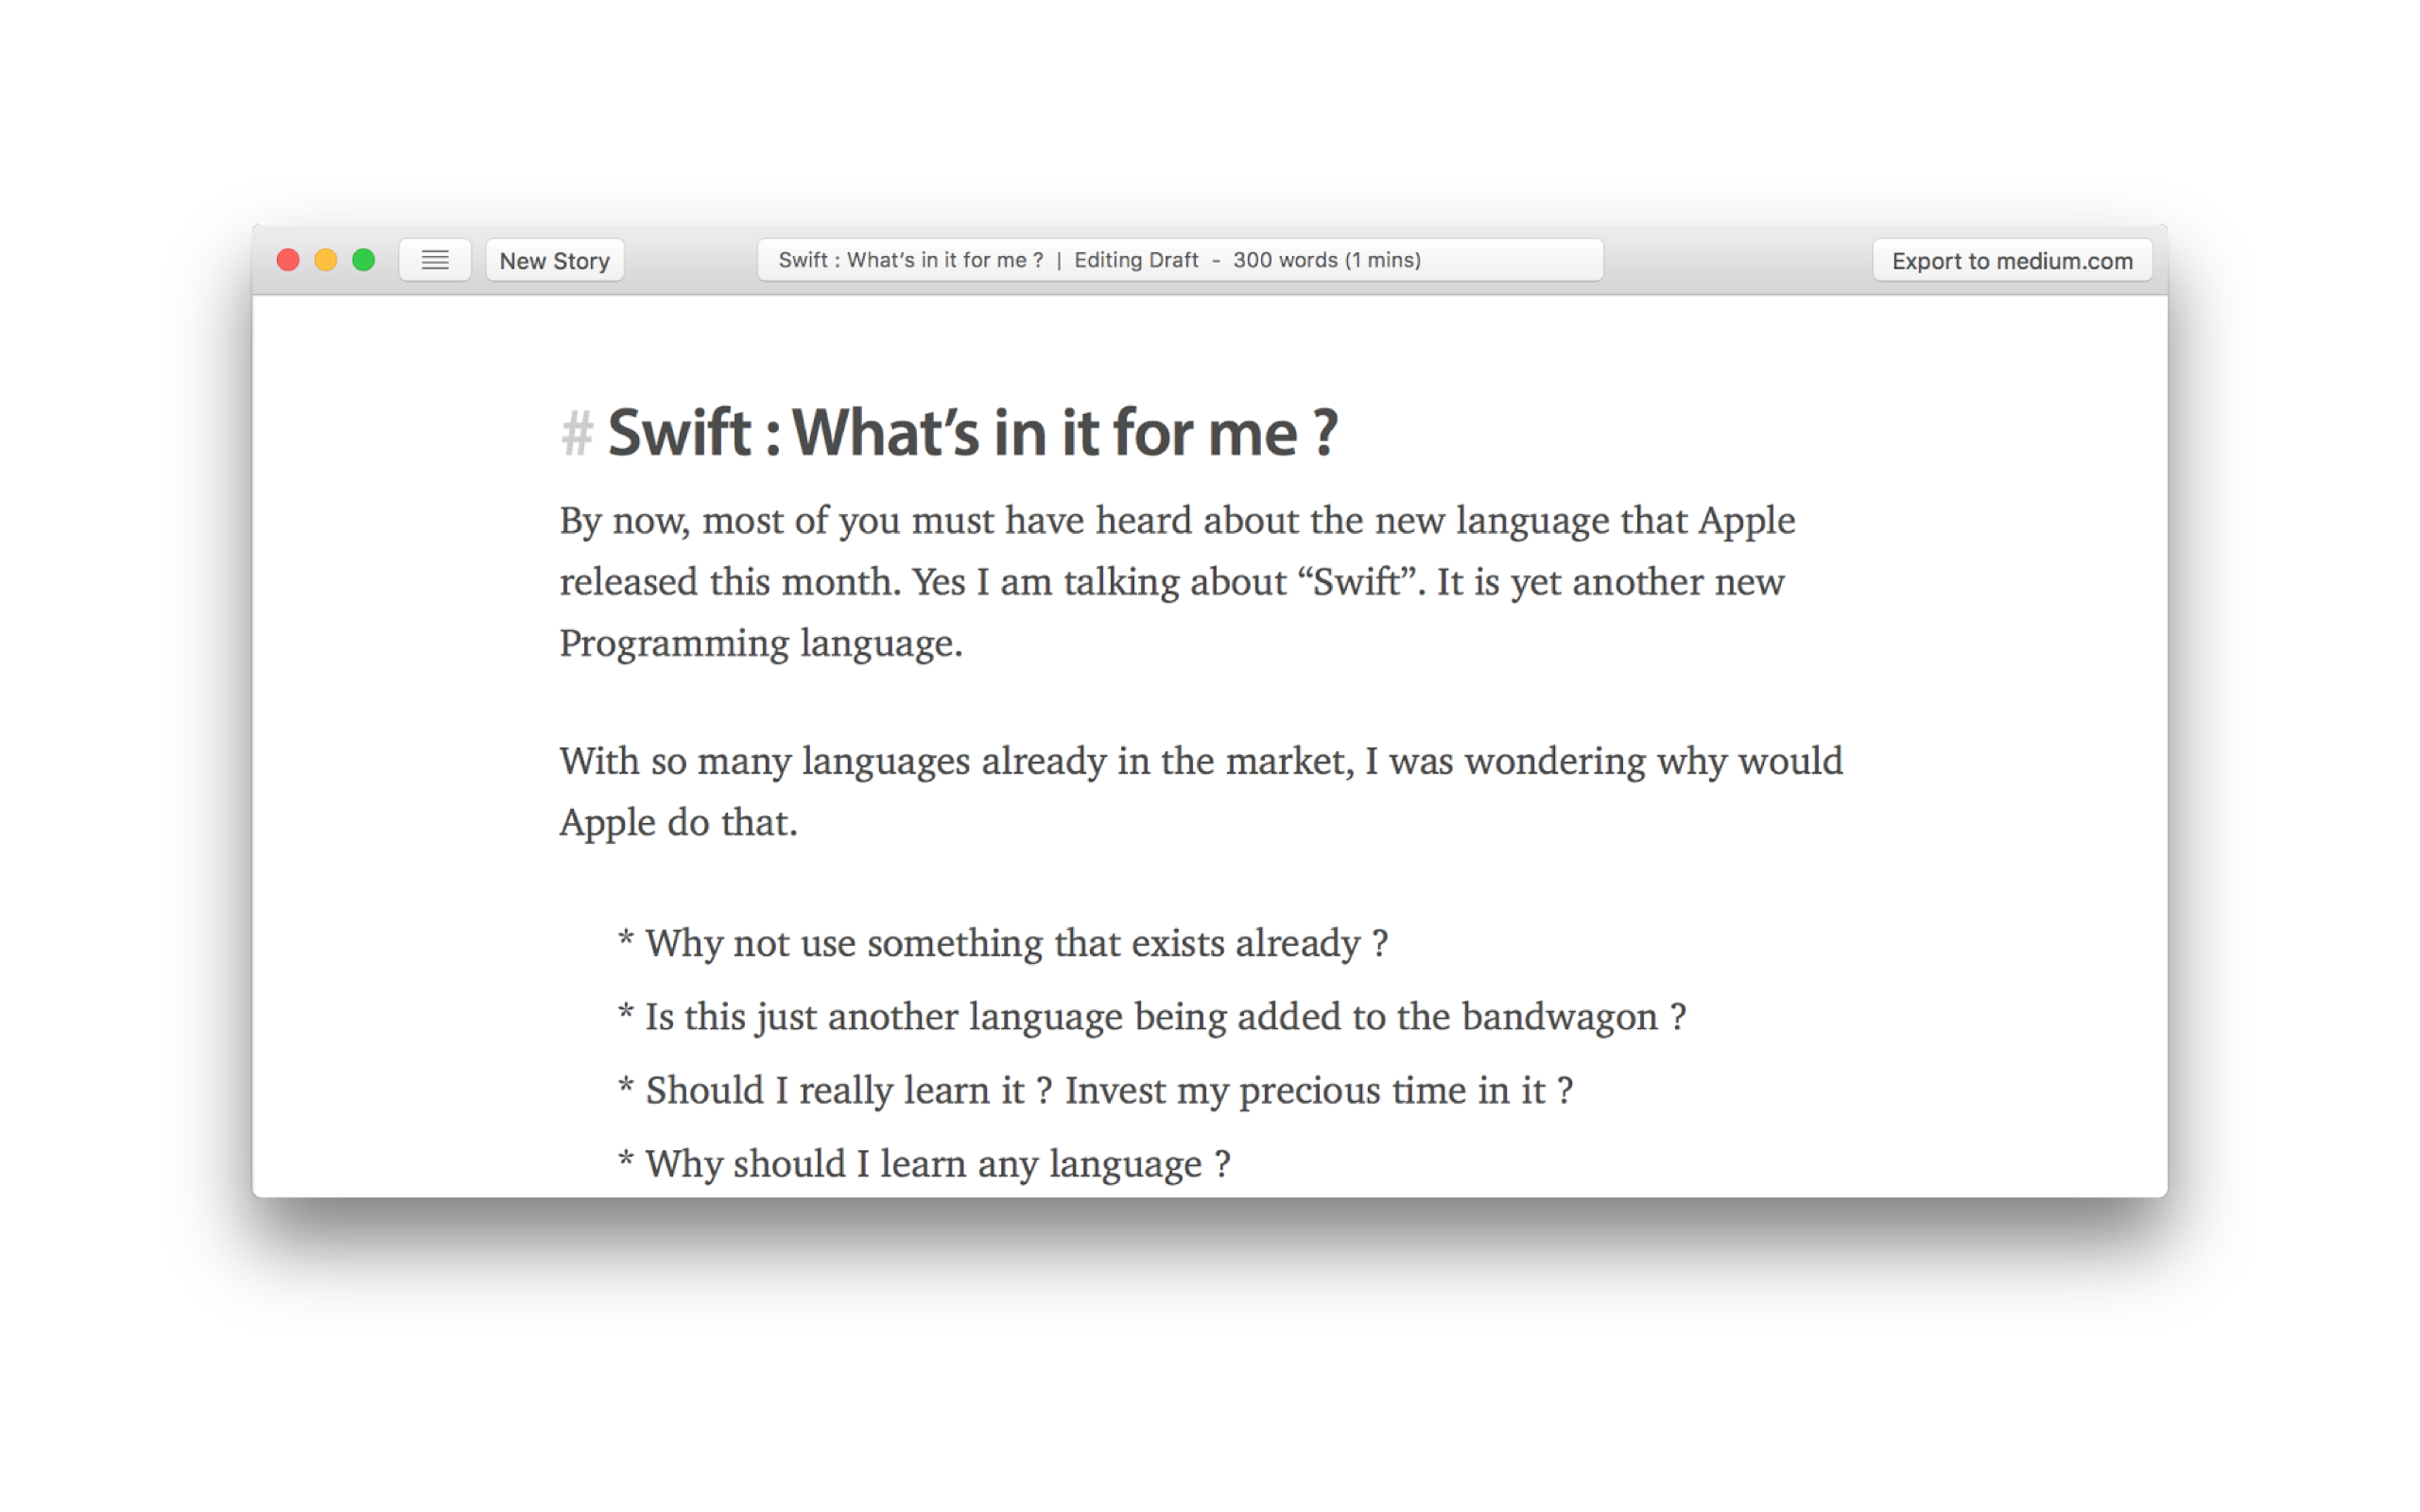 New Story
Swift : What’s in it for me ? | Editing Draft - 300 words (1 mins)
Export to medium.com
# Swift : What’s in it for me ?
By now, most of you must have heard about the new language that Apple
released this month. Yes I am talking about “Swift”. It is yet another new
Programming language.
With so many languages already in the market, I was wondering why would
Apple do that.
* Why not use something that exists already ?
* Is this just another language being added to the bandwagon ?
* Should I really learn it ? Invest my precious time in it ?
* Why should I learn any language ?